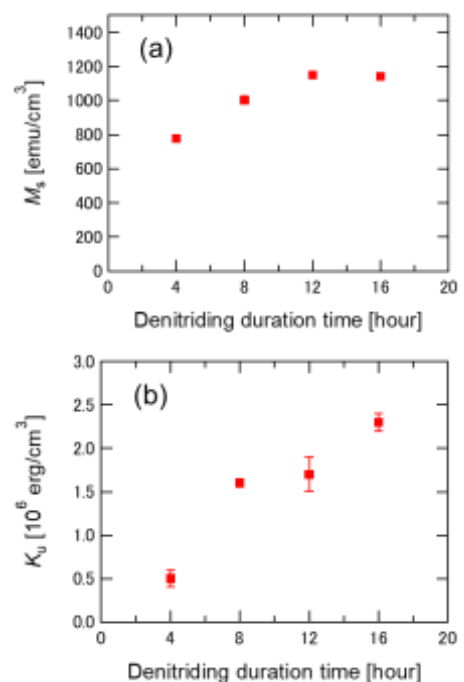 (a)
1400
1200
1000
800
600
400
200
0
Ms [emu/cm³]
0 4 8 12 16 20
Denitriding duration time [hour]
(b)
3.0
2.5
2.0
1.5
1.0
0.5
0.0
Ku [10⁶ erg/cm³]
0 4 8 12 16 20
Denitriding duration time [hour]